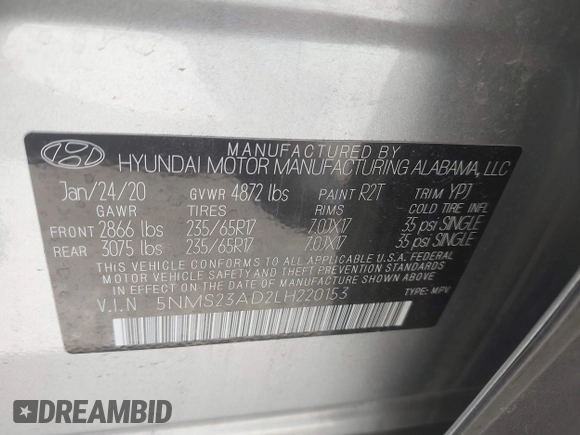 MANUFACTURED BY
HYUNDAI MOTOR MANUFACTURING ALABAMA, LLC
Jan/24/20 GVWR 4872 lbs PAINT R2T TRIM YPJ
GAWR TIRES RIMS COLD TIRE INFL
FRONT 2866 lbs 235/65R17 7.0JX17 35 psi SINGLE
REAR 3075 lbs 235/65R17 7.0JX17 35 psi SINGLE
THIS VEHICLE CONFORMS TO ALL APPLICABLE U.S.A. FEDERAL
MOTOR VEHICLE SAFETY AND THEFT PREVENTION STANDARDS
IN EFFECT ON THE DATE OF MANUFACTURE SHOWN ABOVE.
V.I.N 5NMS23AD2LH220153 TYPE: MPV
DREAMBID